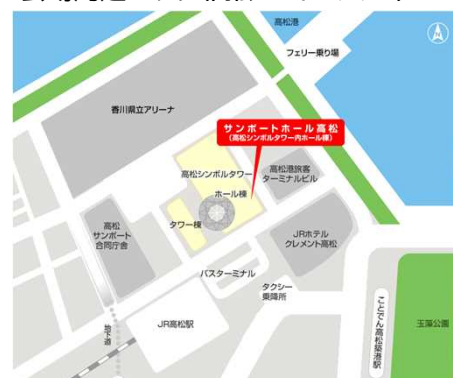 高松港
フェリー乗り場
香川県立アリーナ
サンポートホール高松
(高松シンボルタワー内ホール棟)
高松シンボルタワー
ホール棟
高松港旅客
ターミナルビル
タワー棟
高松
サンポート
合同庁舎
JRホテル
クレメント高松
バスターミナル
タクシー
乗降所
地下道
JR高松駅
ことでん高松築港駅
玉藻公園